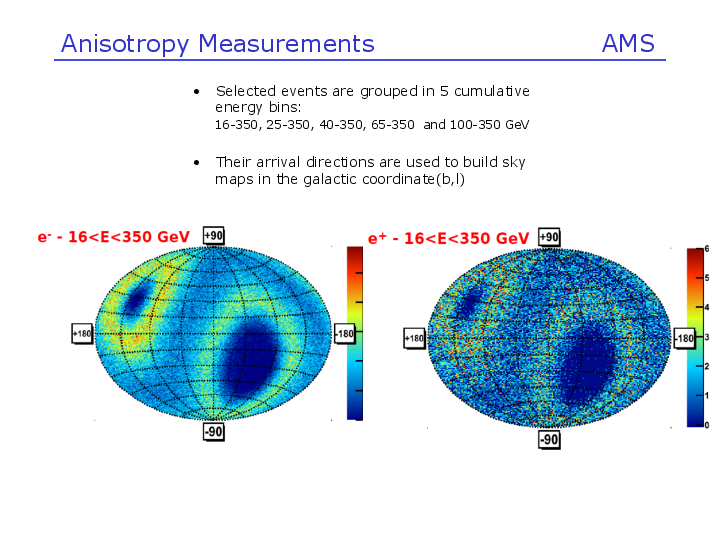 Anisotropy Measurements AMS
• Selected events are grouped in 5 cumulative
energy bins:
16-350, 25-350, 40-350, 65-350 and 100-350 GeV
• Their arrival directions are used to build sky
maps in the galactic coordinate(b,l)
e- - 16<E<350 GeV
+90
+180
-180
-90
e+ - 16<E<350 GeV
+90
+180
-180
-90
6
5
4
3
2
1
0